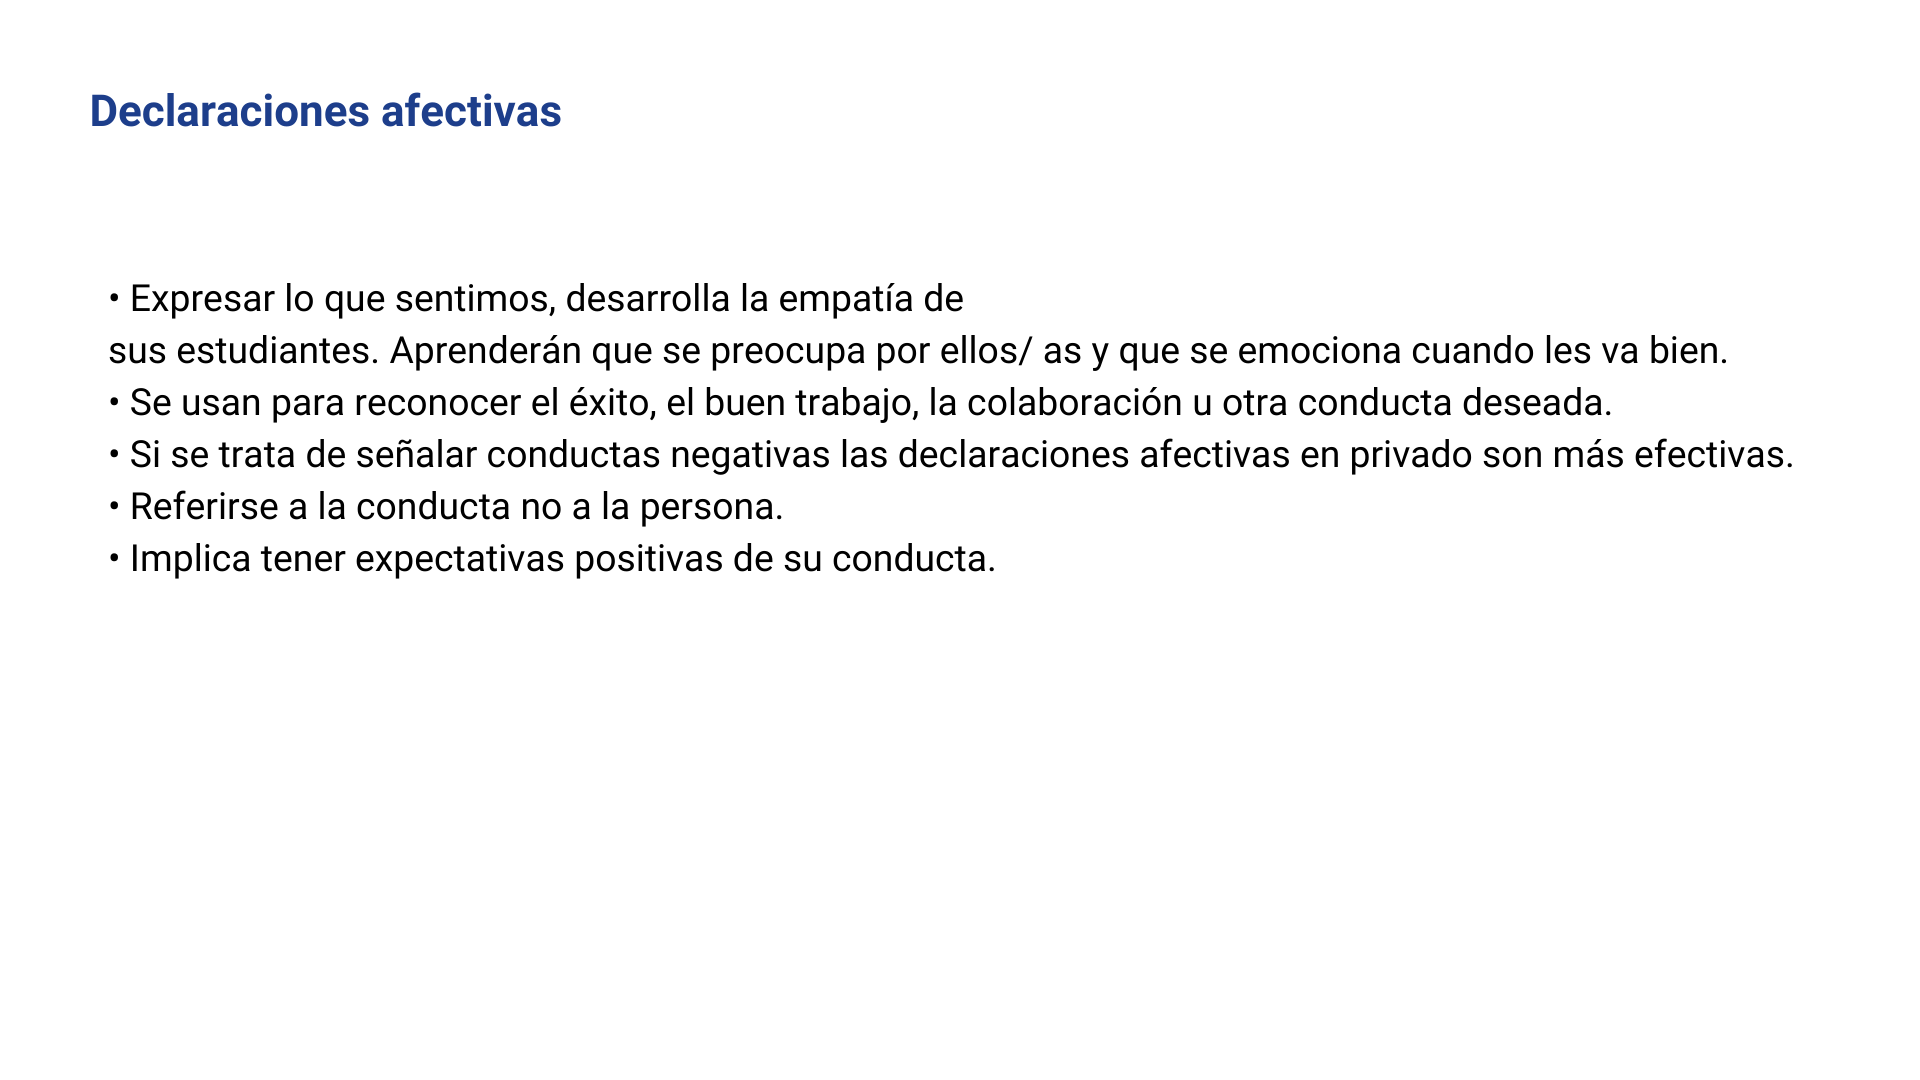 Declaraciones afectivas
• Expresar lo que sentimos, desarrolla la empatía de
sus estudiantes. Aprenderán que se preocupa por ellos/ as y que se emociona cuando les va bien.
• Se usan para reconocer el éxito, el buen trabajo, la colaboración u otra conducta deseada.
• Si se trata de señalar conductas negativas las declaraciones afectivas en privado son más efectivas.
• Referirse a la conducta no a la persona.
• Implica tener expectativas positivas de su conducta.